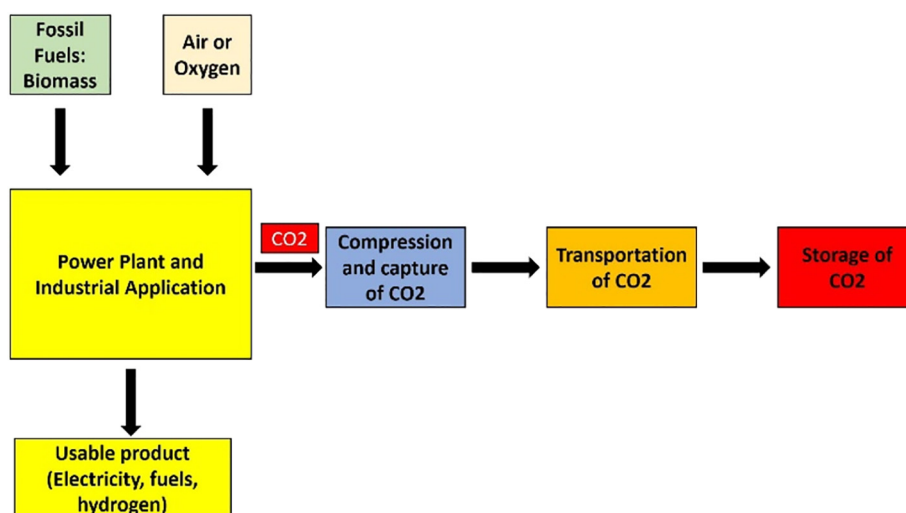 Fossil
Fuels:
Biomass
Air or
Oxygen
Power Plant and
Industrial Application
CO2
Compression
and capture
of CO2
Transportation
of CO2
Storage of
CO2
Usable product
(Electricity, fuels,
hydrogen)